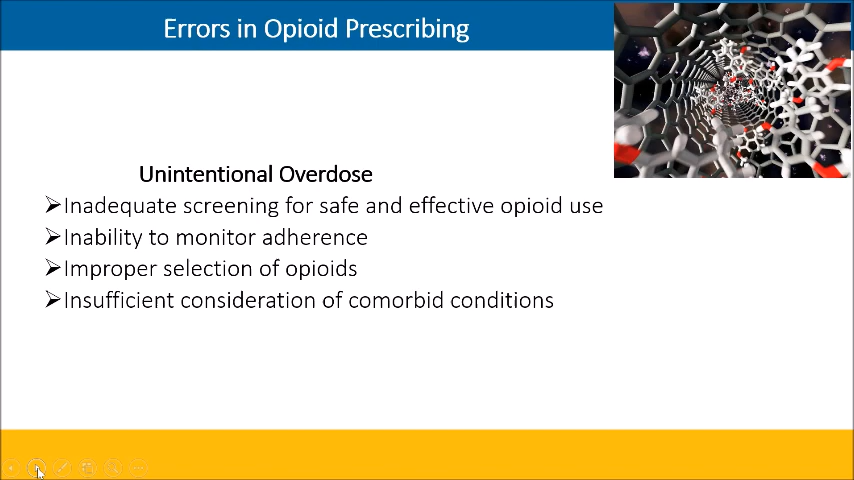 Errors in Opioid Prescribing
Unintentional Overdose
➢Inadequate screening for safe and effective opioid use
➢Inability to monitor adherence
➢Improper selection of opioids
➢Insufficient consideration of comorbid conditions